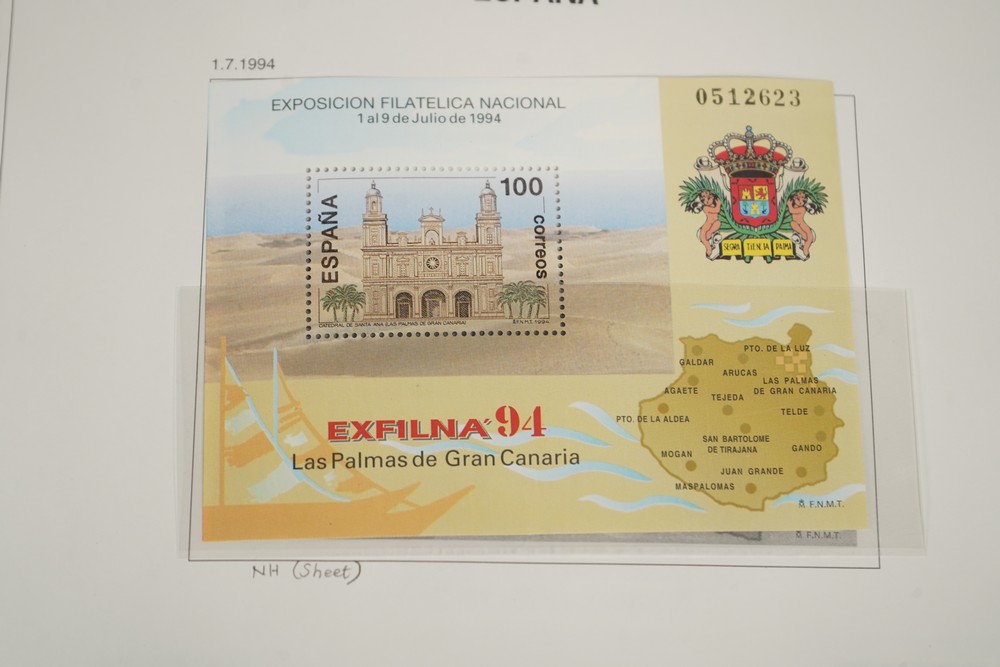 ESPAÑA
1.7.1994
EXPOSICION FILATELICA NACIONAL
1 al 9 de Julio de 1994
0512623
ESPAÑA
100
correos
CATEDRAL DE SANTA ANA (LAS PALMAS DE GRAN CANARIA)
F.N.M.T. 1994
SEGRA TIENCIA PALMA
PTO. DE LA LUZ
GALDAR
ARUCAS
LAS PALMAS
DE GRAN CANARIA
AGAETE
TEJEDA
TELDE
PTO. DE LA ALDEA
SAN BARTOLOME
DE TIRAJANA
GANDO
MOGAN
JUAN GRANDE
MASPALOMAS
EXFILNA'94
Las Palmas de Gran Canaria
F.N.M.T.
F.N.M.T.
NH (Sheet)